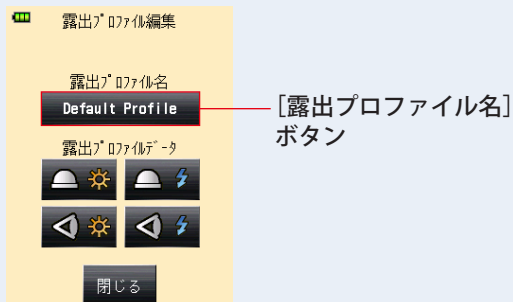 露出ﾌﾟﾛﾌｧｲﾙ編集
露出ﾌﾟﾛﾌｧｲﾙ名
Default Profile
[露出プロファイル名]
ボタン
露出ﾌﾟﾛﾌｧｲﾙﾃﾞｰﾀ
閉じる